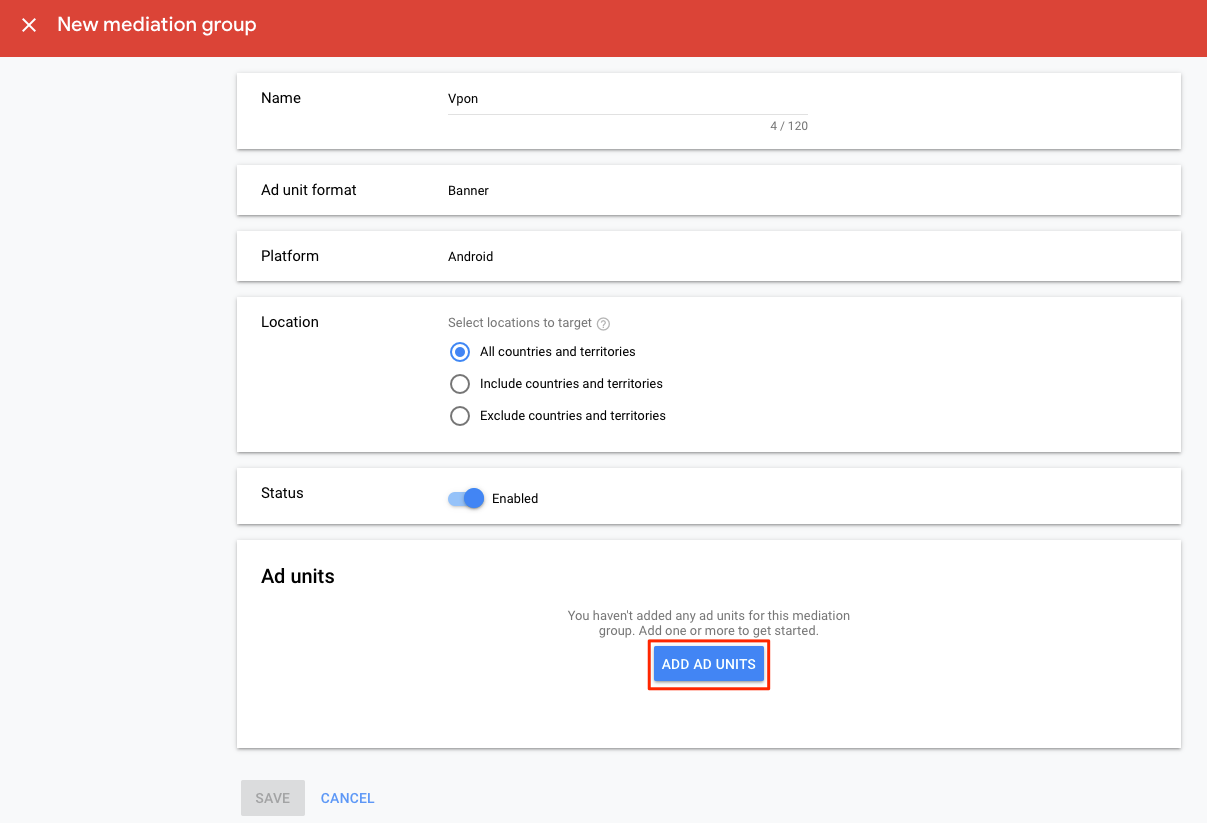 New mediation group
Name
Vpon
4 / 120
Ad unit format
Banner
Platform
Android
Location
Select locations to target
All countries and territories
Include countries and territories
Exclude countries and territories
Status
Enabled
Ad units
You haven't added any ad units for this mediation
group. Add one or more to get started.
ADD AD UNITS
SAVE
CANCEL